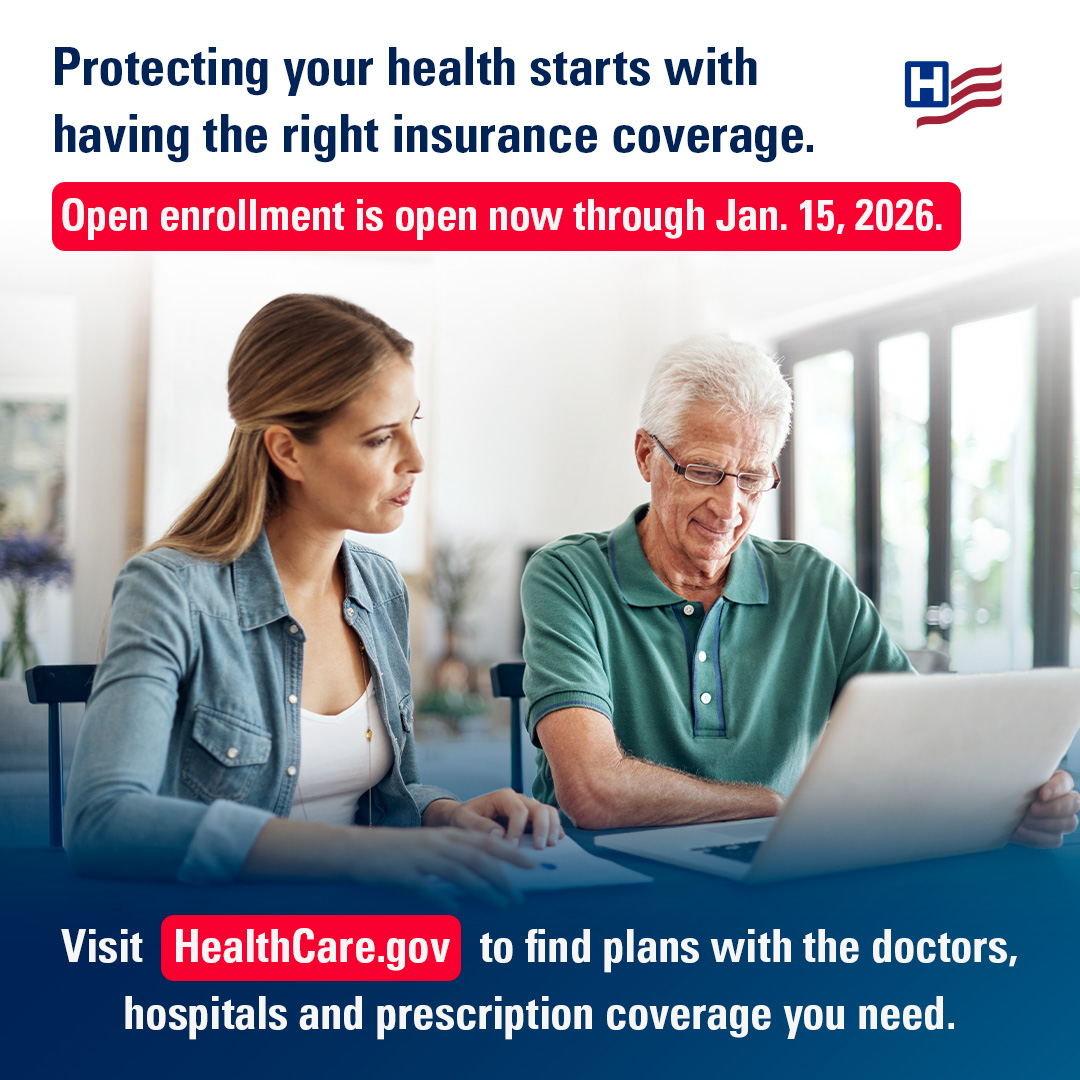 Protecting your health starts with
having the right insurance coverage.
H
Open enrollment is open now through Jan. 15, 2026.
Visit HealthCare.gov to find plans with the doctors,
hospitals and prescription coverage you need.